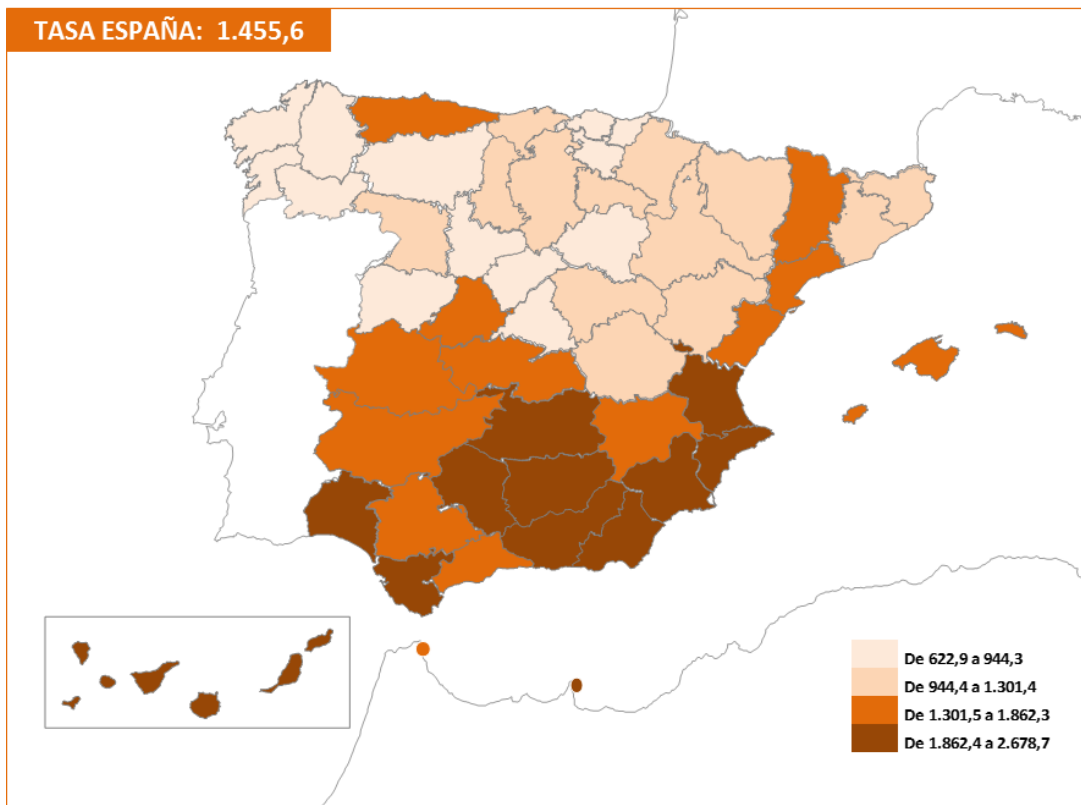 TASA ESPAÑA: 1.455,6
De 622,9 a 944,3
De 944,4 a 1.301,4
De 1.301,5 a 1.862,3
De 1.862,4 a 2.678,7